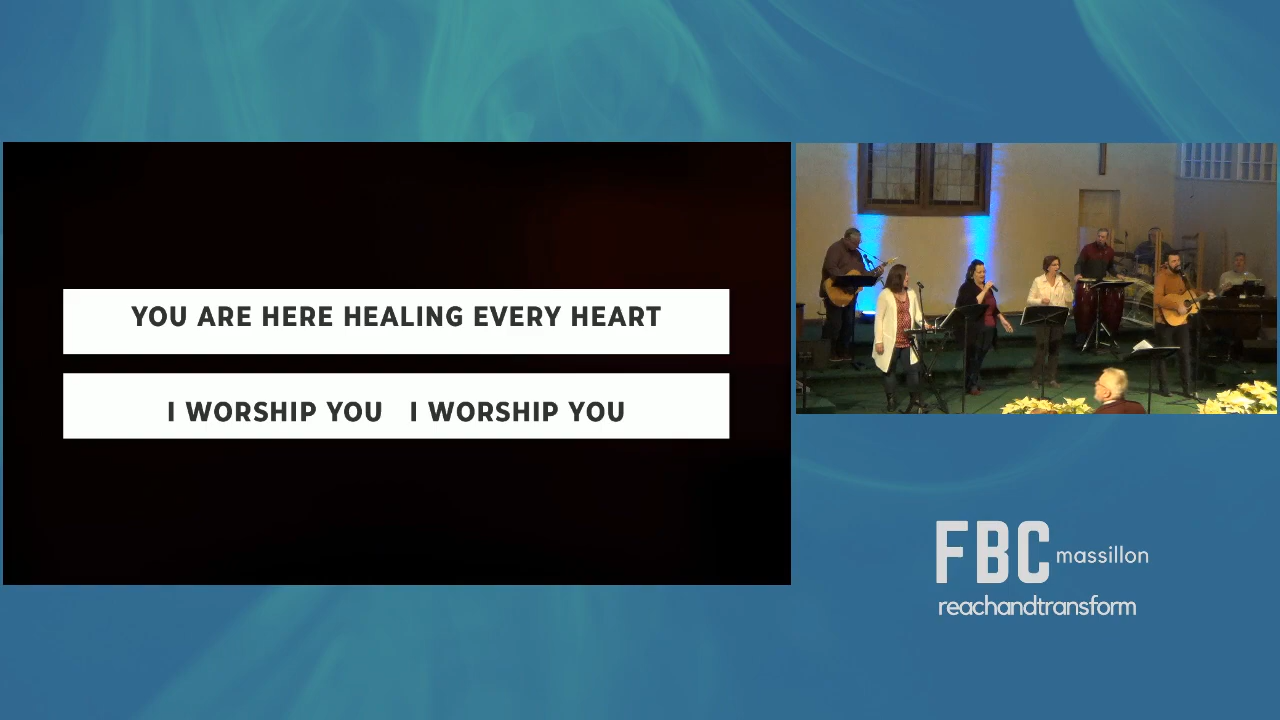 YOU ARE HERE HEALING EVERY HEART
I WORSHIP YOU I WORSHIP YOU
FBC massillon
reachandtransform